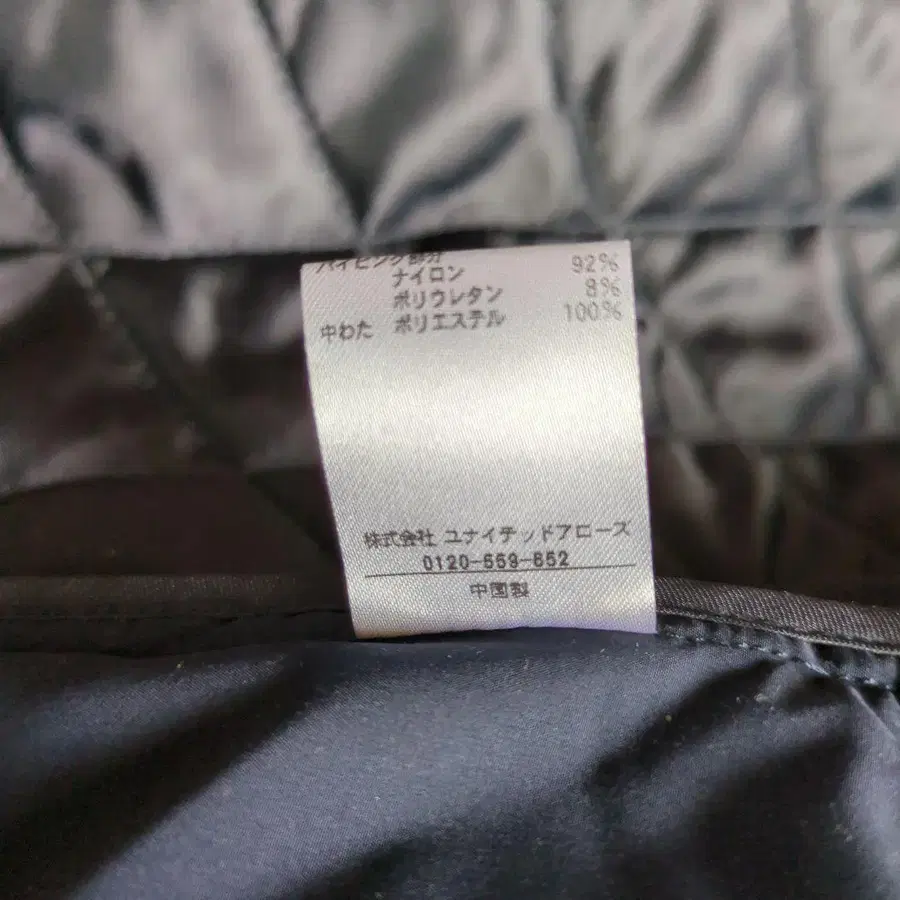 パイピング部分
ナイロン 92%
ポリウレタン 8%
中わた ポリエステル 100%
株式会社 ユナイテッドアローズ
0120-559-652
中国製